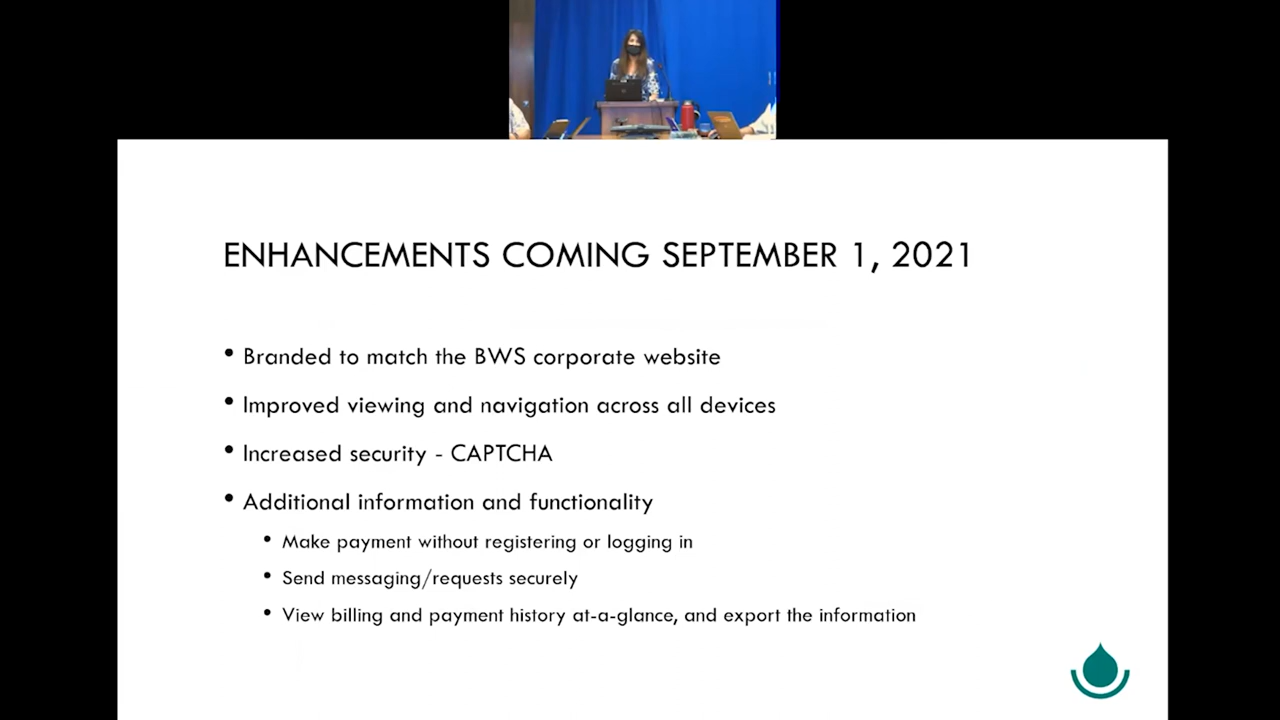 ENHANCEMENTS COMING SEPTEMBER 1, 2021
• Branded to match the BWS corporate website
• Improved viewing and navigation across all devices
• Increased security - CAPTCHA
• Additional information and functionality
• Make payment without registering or logging in
• Send messaging/requests securely
• View billing and payment history at-a-glance, and export the information